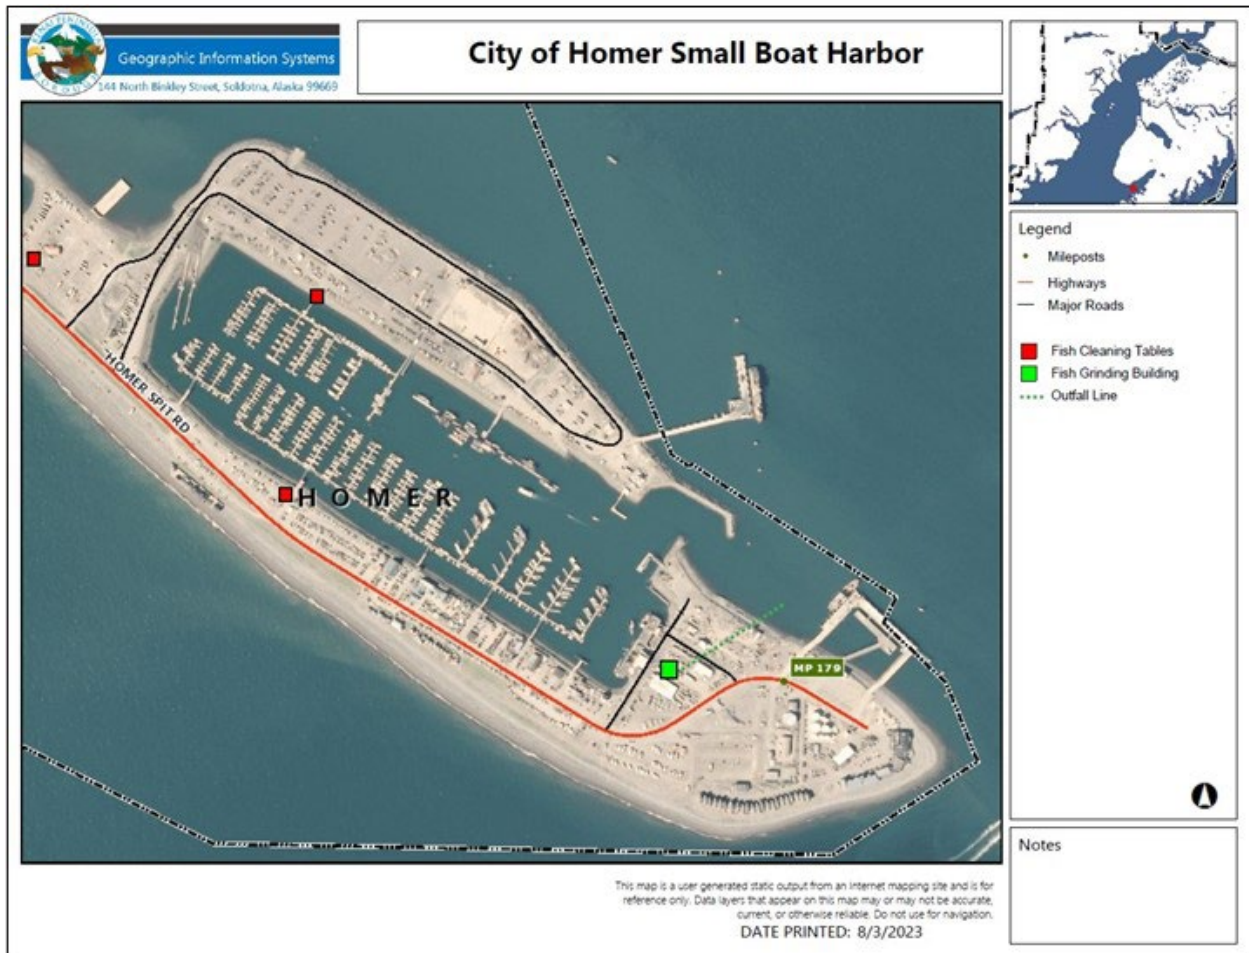 KENAI PENINSULA
BOROUGH
Geographic Information Systems
144 North Binkley Street, Soldotna, Alaska 99669
City of Homer Small Boat Harbor
HOMER SPIT RD
HOMER
MP 179
Legend
Mileposts
Highways
Major Roads
Fish Cleaning Tables
Fish Grinding Building
Outfall Line
Notes
This map is a user generated static output from an Internet mapping site and is for
reference only. Data layers that appear on this map may or may not be accurate,
current, or otherwise reliable. Do not use for navigation.
DATE PRINTED: 8/3/2023